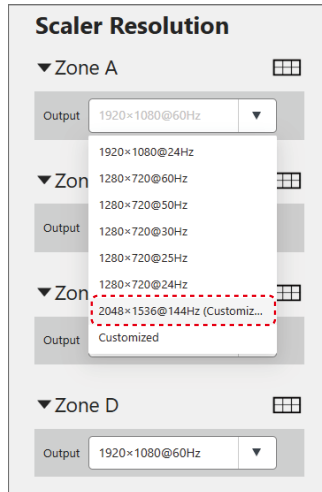 Scaler Resolution
▼Zone A
Output 1920×1080@60Hz ▼
1920×1080@24Hz
1280×720@60Hz
▼Zon
1280×720@50Hz
Output
1280×720@30Hz
1280×720@25Hz
1280×720@24Hz
▼Zon
2048×1536@144Hz (Customiz...
Output
Customized
▼Zone D
Output 1920×1080@60Hz ▼